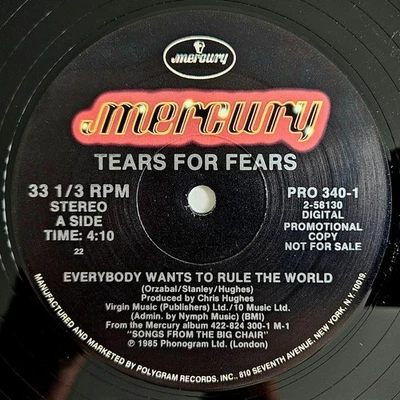 mercury
mercury
TEARS FOR FEARS
33 1/3 RPM
STEREO
A SIDE
TIME: 4:10
22
PRO 340-1
2-58130
DIGITAL
PROMOTIONAL
COPY
NOT FOR SALE
EVERYBODY WANTS TO RULE THE WORLD
(Orzabal/Stanley/Hughes)
Produced by Chris Hughes
Virgin Music (Publishers) Ltd./10 Music Ltd.
(Admin. by Nymph Music) (BMI)
From the Mercury album 422-824 300-1 M-1
"SONGS FROM THE BIG CHAIR"
℗ 1985 Phonogram Ltd. (London)
MANUFACTURED AND MARKETED BY POLYGRAM RECORDS, INC., 810 SEVENTH AVENUE, NEW YORK, N.Y. 10019.